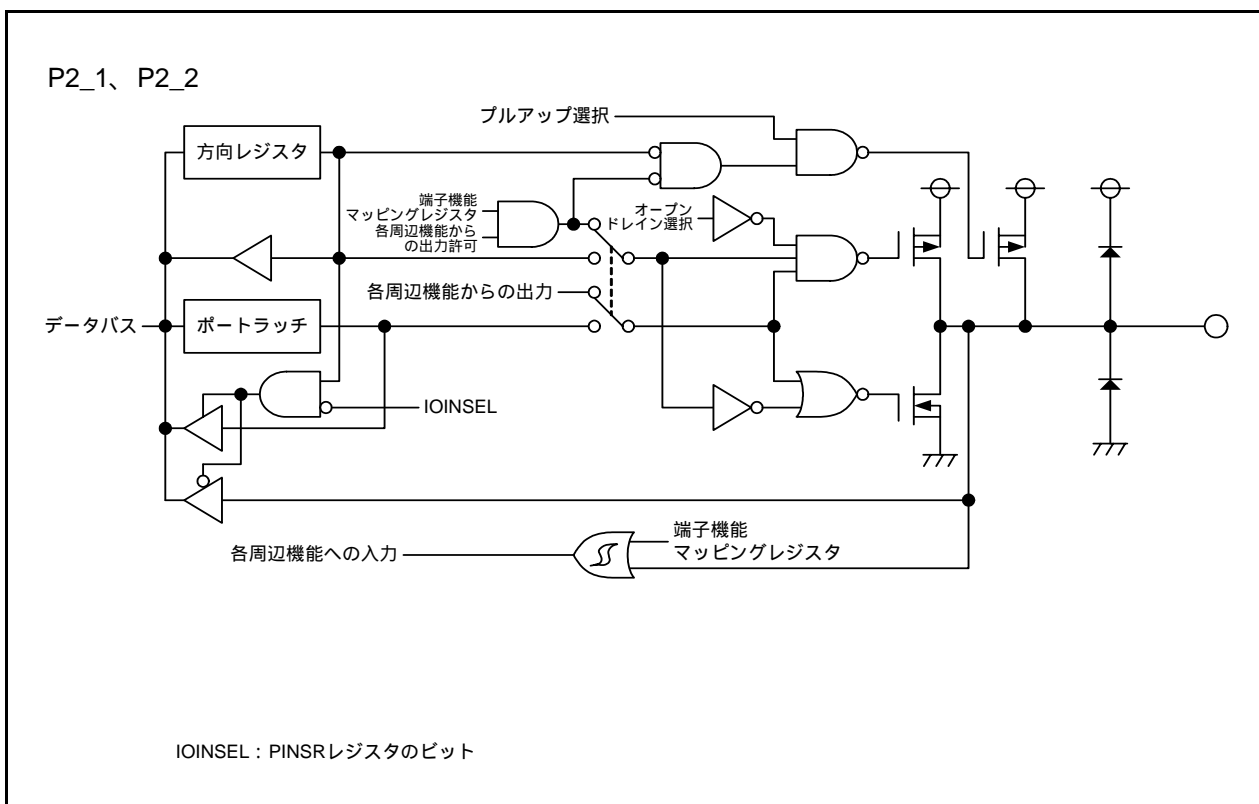 P2_1、P2_2
プルアップ選択
方向レジスタ
端子機能
マッピングレジスタ
各周辺機能から
の出力許可
オープン
ドレイン選択
各周辺機能からの出力
データバス
ポートラッチ
IOINSEL
端子機能
マッピングレジスタ
各周辺機能への入力
IOINSEL：PINSRレジスタのビット